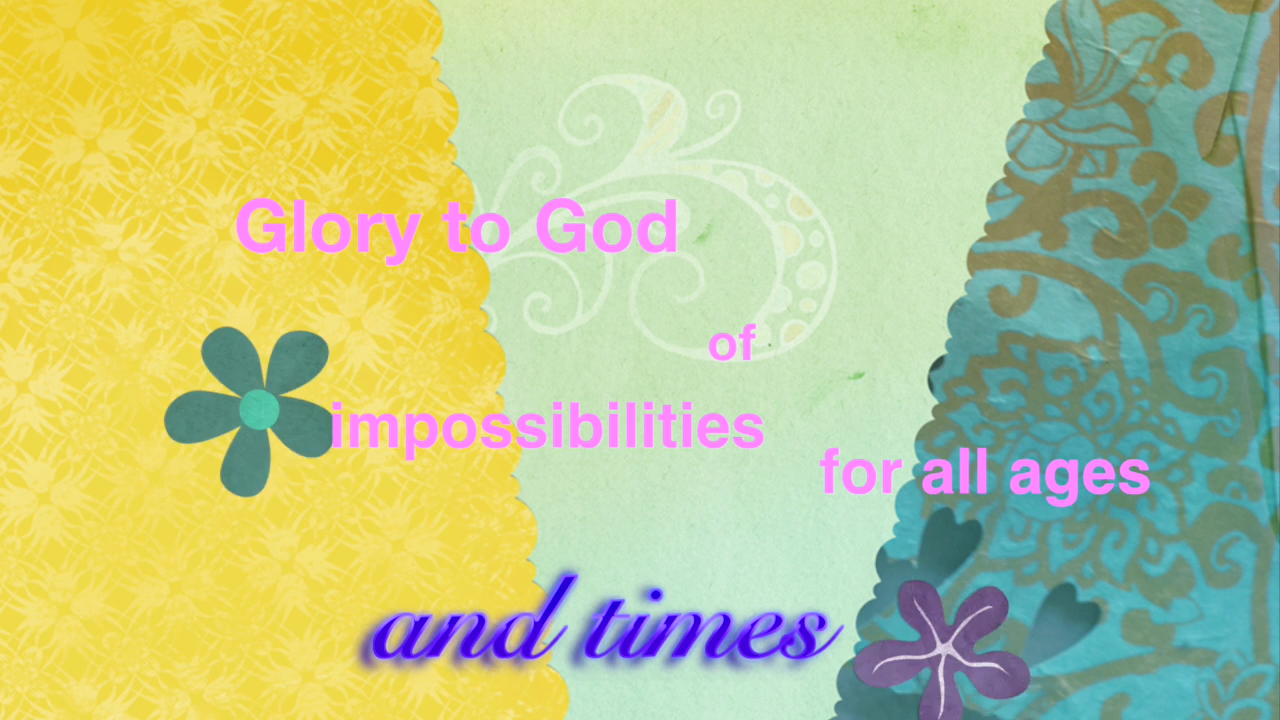 Glory to God
of
impossibilities
for all ages
and times